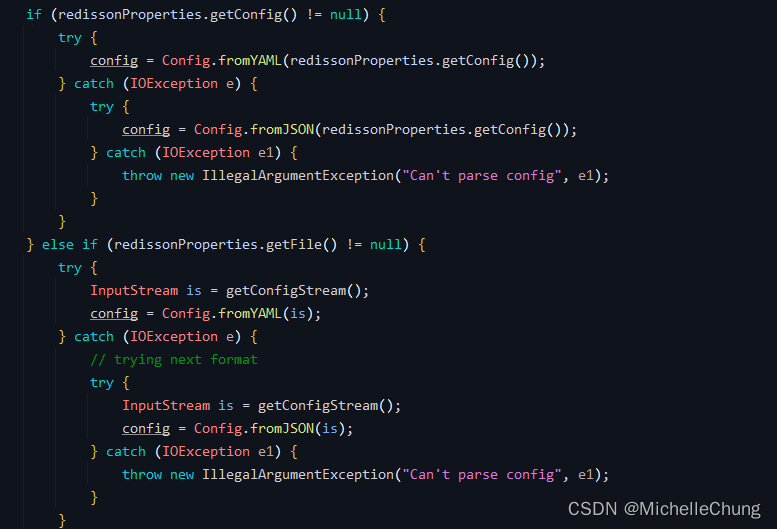 if (redissonProperties.getConfig() != null) {
try {
config = Config.fromYAML(redissonProperties.getConfig());
} catch (IOException e) {
try {
config = Config.fromJSON(redissonProperties.getConfig());
} catch (IOException e1) {
throw new IllegalArgumentException("Can't parse config", e1);
}
}
} else if (redissonProperties.getFile() != null) {
try {
InputStream is = getConfigStream();
config = Config.fromYAML(is);
} catch (IOException e) {
// trying next format
try {
InputStream is = getConfigStream();
config = Config.fromJSON(is);
} catch (IOException e1) {
throw new IllegalArgumentException("Can't parse config", e1);
}
}
CSDN @MichelleChung